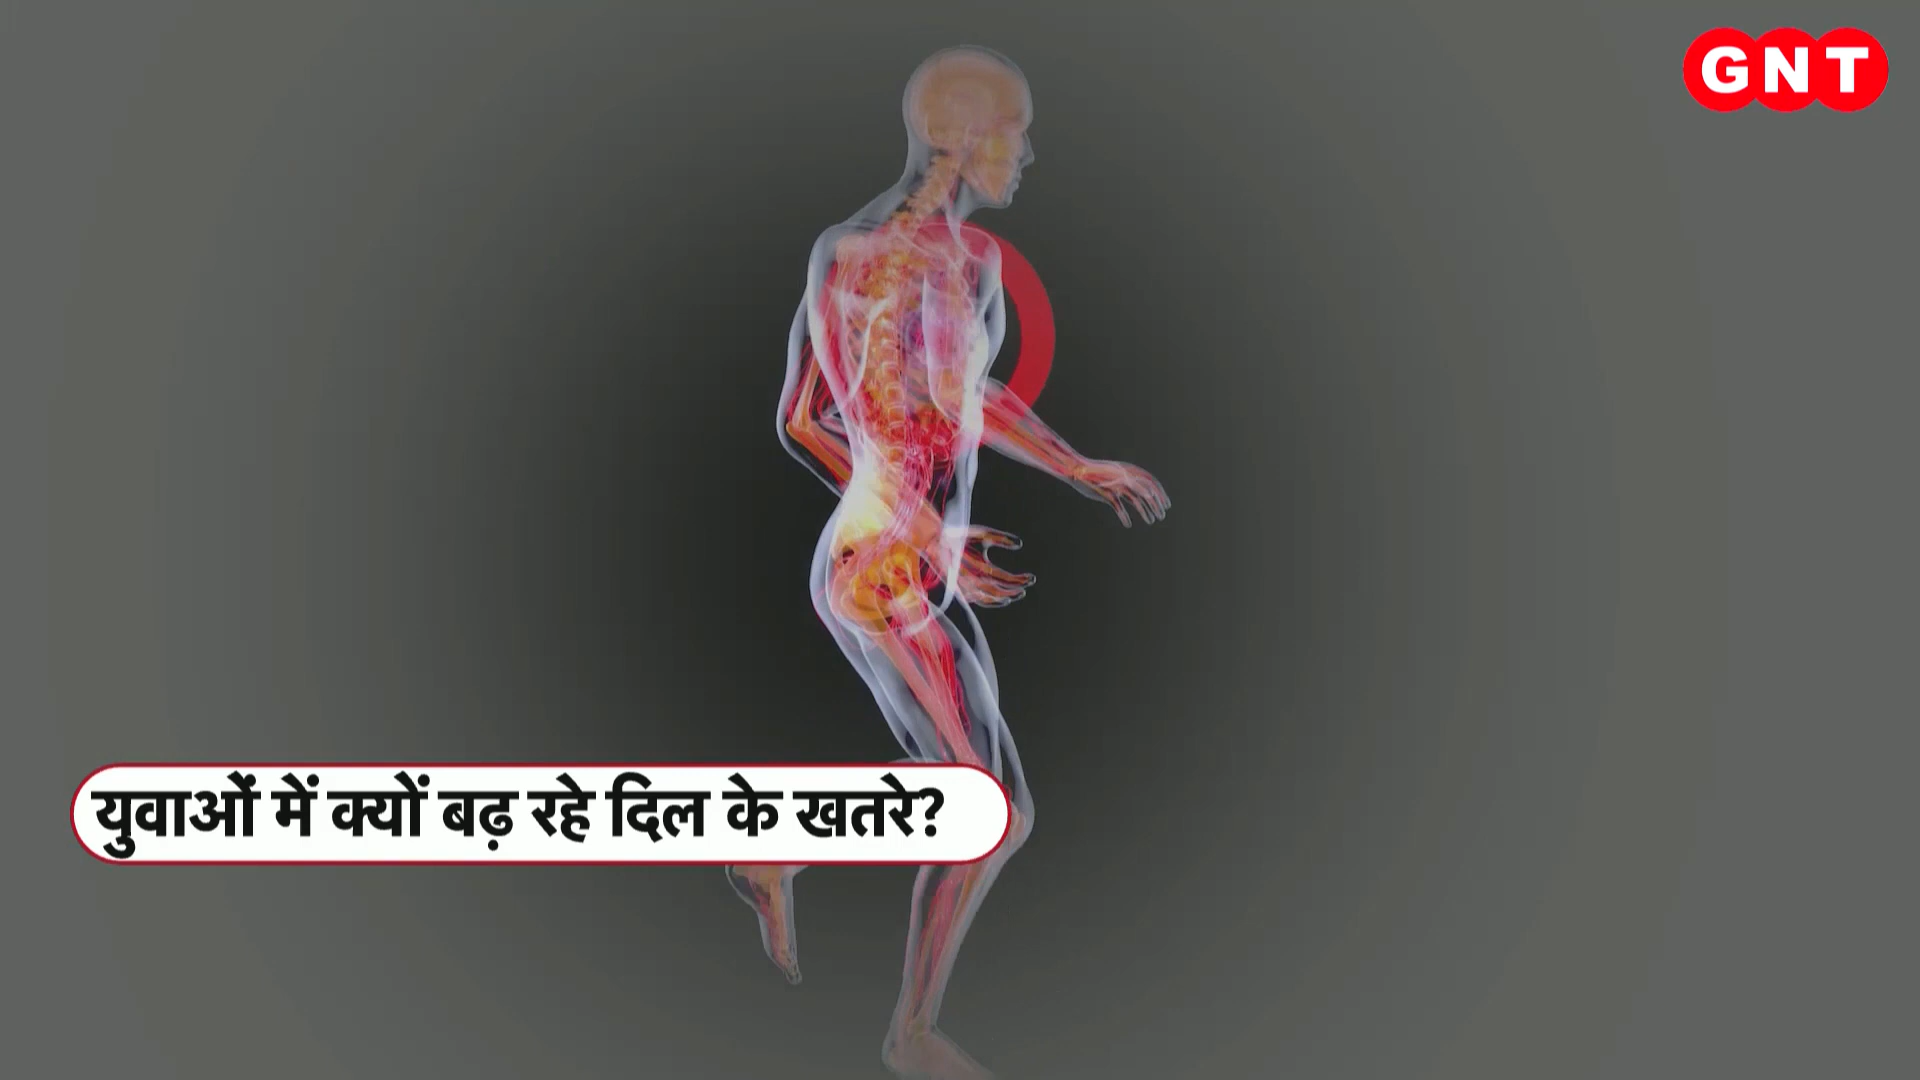 GNT
युवाओं में क्यों बढ़ रहे दिल के खतरे?